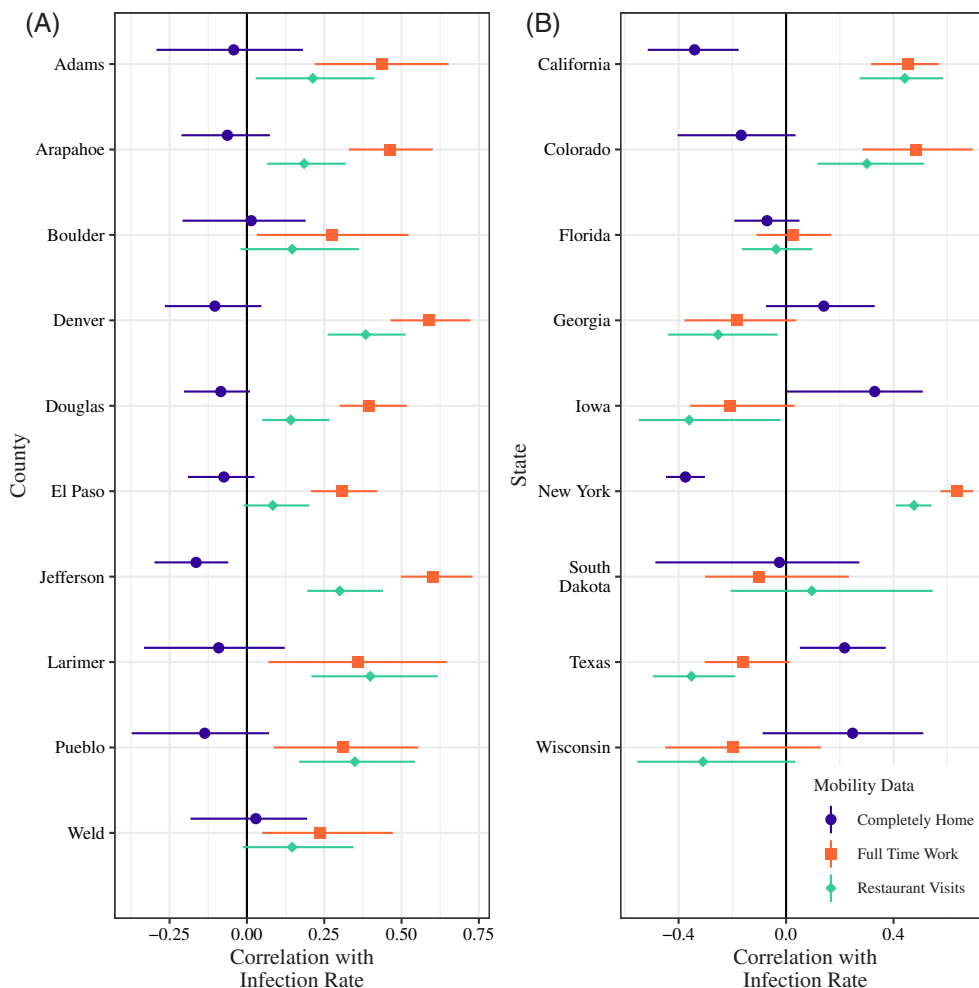 (A)
(B)
County
Adams
Arapahoe
Boulder
Denver
Douglas
El Paso
Jefferson
Larimer
Pueblo
Weld
−0.25
0.00
0.25
0.50
0.75
Correlation with
Infection Rate
State
California
Colorado
Florida
Georgia
Iowa
New York
South
Dakota
Texas
Wisconsin
Mobility Data
Completely Home
Full Time Work
Restaurant Visits
−0.4
0.0
0.4
Correlation with
Infection Rate